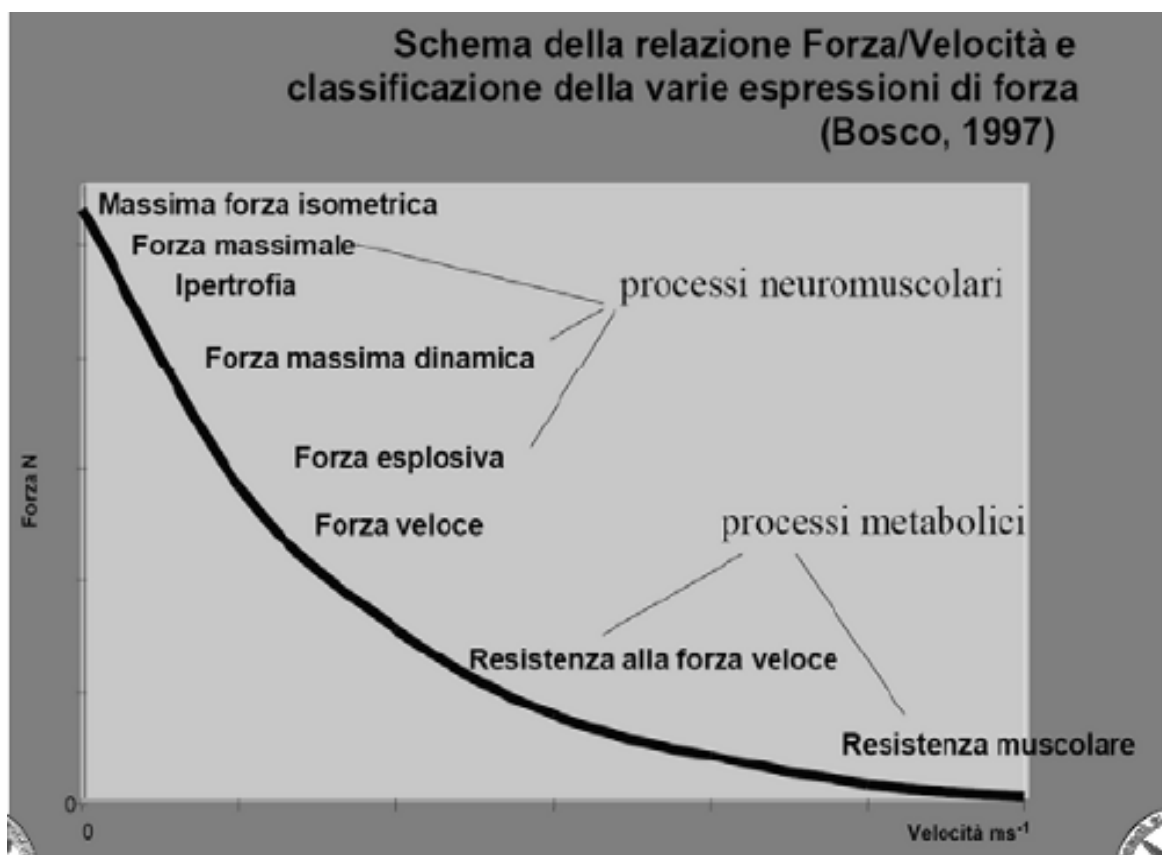 Schema della relazione Forza/Velocità e
classificazione della varie espressioni di forza
(Bosco, 1997)
Massima forza isometrica
Forza massimale
Ipertrofia
processi neuromuscolari
Forza massima dinamica
Forza esplosiva
Forza veloce
processi metabolici
Resistenza alla forza veloce
Resistenza muscolare
Forza N
0
0
Velocità ms⁻¹